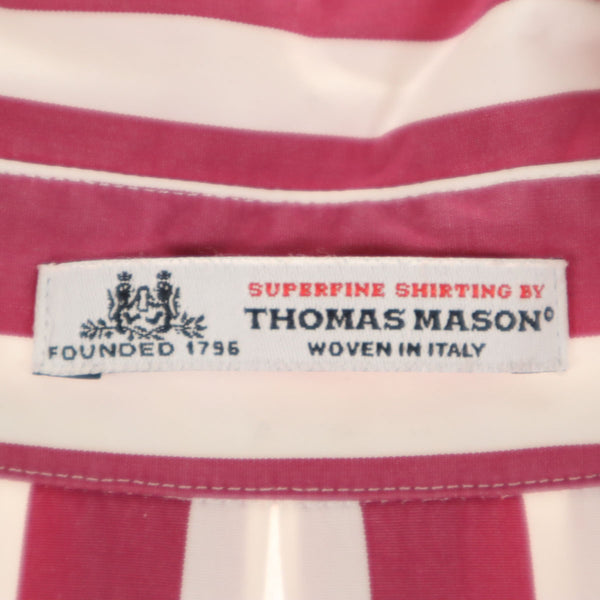 SUPERFINE SHIRTING BY
THOMAS MASON®
WOVEN IN ITALY
FOUNDED 1796